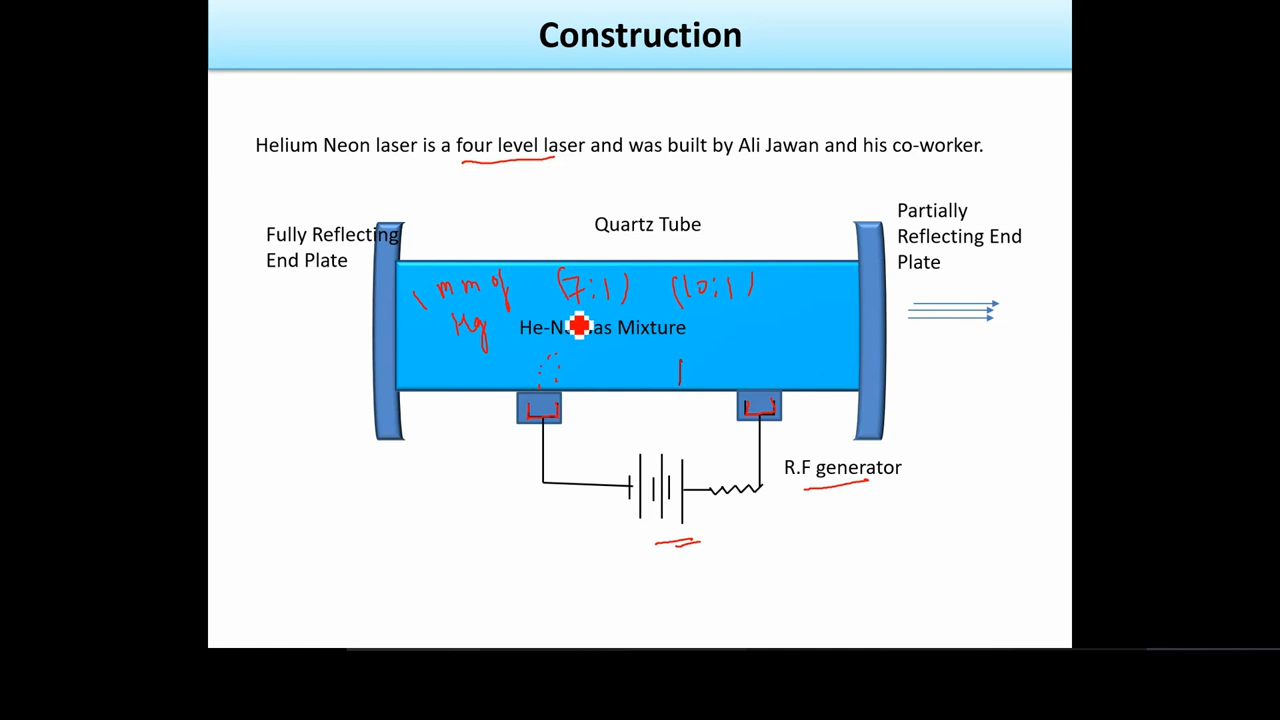 Construction
Helium Neon laser is a four level laser and was built by Ali Jawan and his co-worker.
Fully Reflecting
End Plate
Quartz Tube
Partially
Reflecting End
Plate
1 mm of (7:1) (10:1)
Hg
He-Ne Gas Mixture
R.F generator